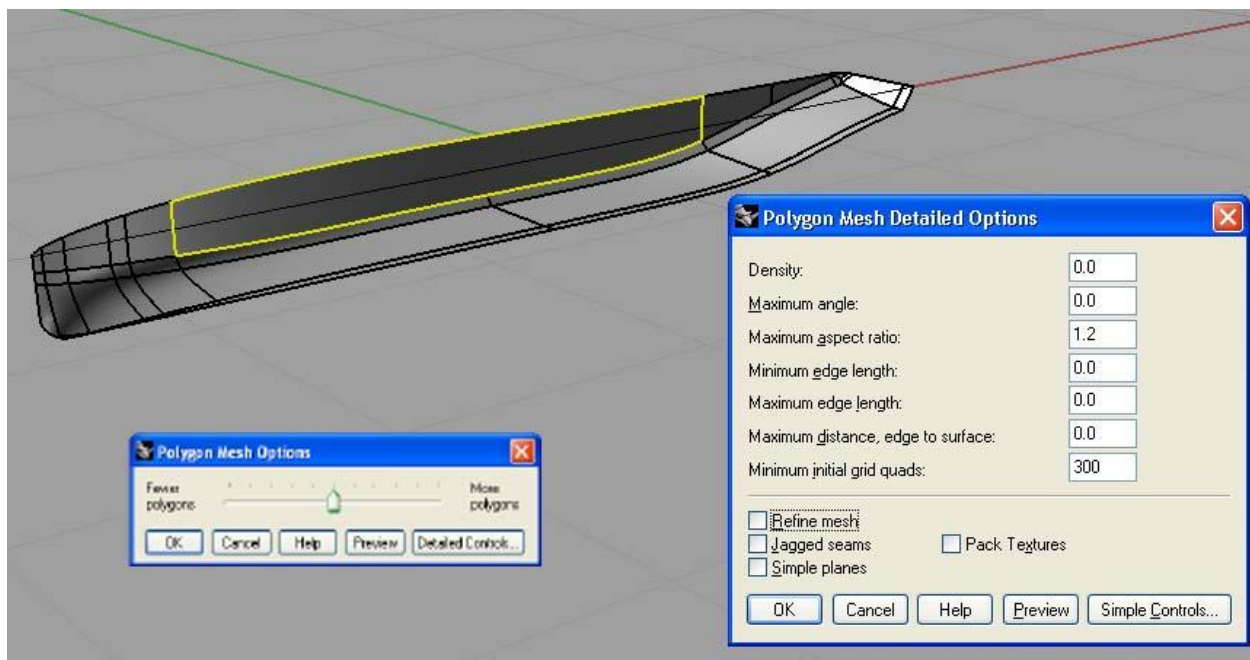 Polygon Mesh Options
Fewer polygons
More polygons
OK Cancel Help Preview Detailed Controls...
Polygon Mesh Detailed Options
Density: 0.0
Maximum angle: 0.0
Maximum aspect ratio: 1.2
Minimum edge length: 0.0
Maximum edge length: 0.0
Maximum distance, edge to surface: 0.0
Minimum initial grid quads: 300
Refine mesh
Jagged seams Pack Textures
Simple planes
OK Cancel Help Preview Simple Controls...